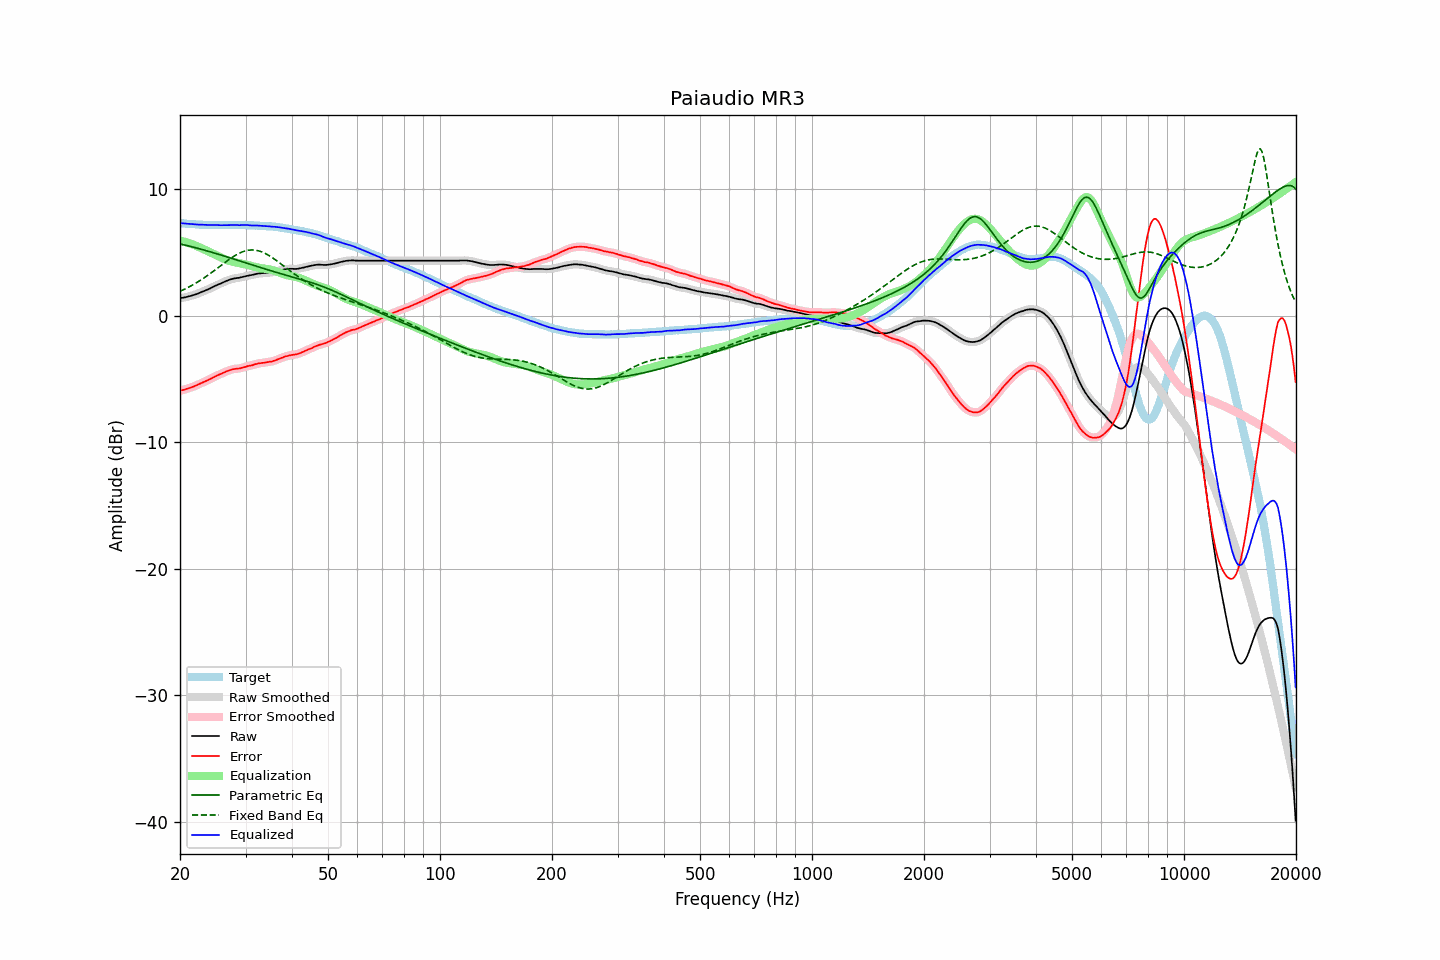 Paiaudio MR3
Amplitude (dBr)
10
0
−10
−20
−30
−40
Target
Raw Smoothed
Error Smoothed
Raw
Error
Equalization
Parametric Eq
Fixed Band Eq
Equalized
20 50 100 200 500 1000 2000 5000 10000 20000
Frequency (Hz)